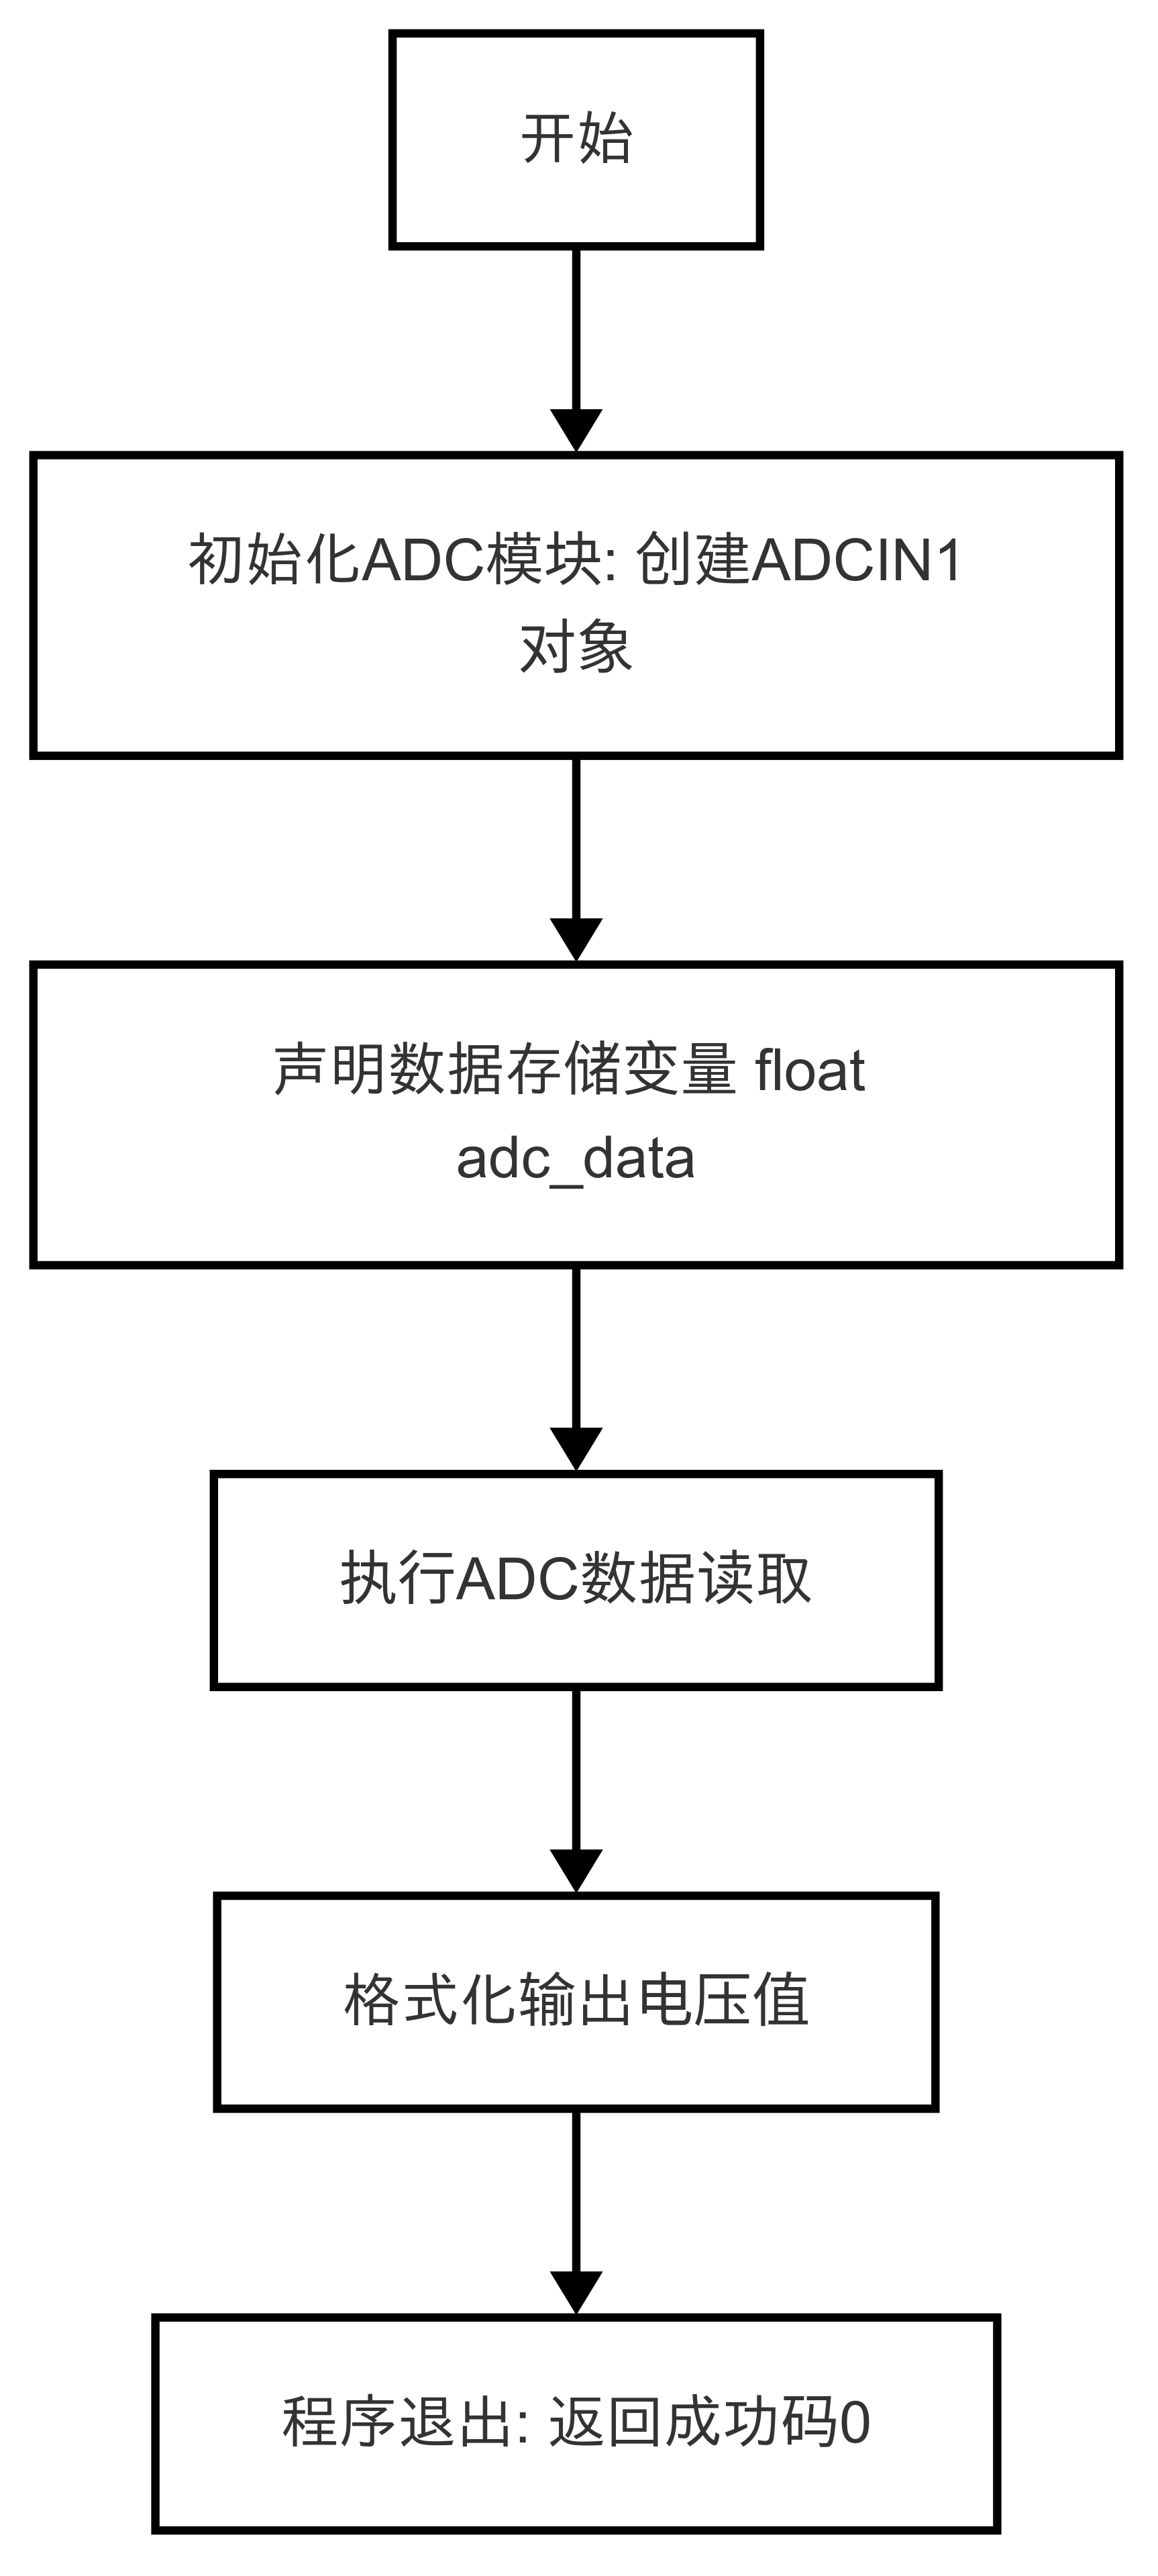 开始
初始化ADC模块: 创建ADCIN1
对象
声明数据存储变量 float
adc_data
执行ADC数据读取
格式化输出电压值
程序退出: 返回成功码0